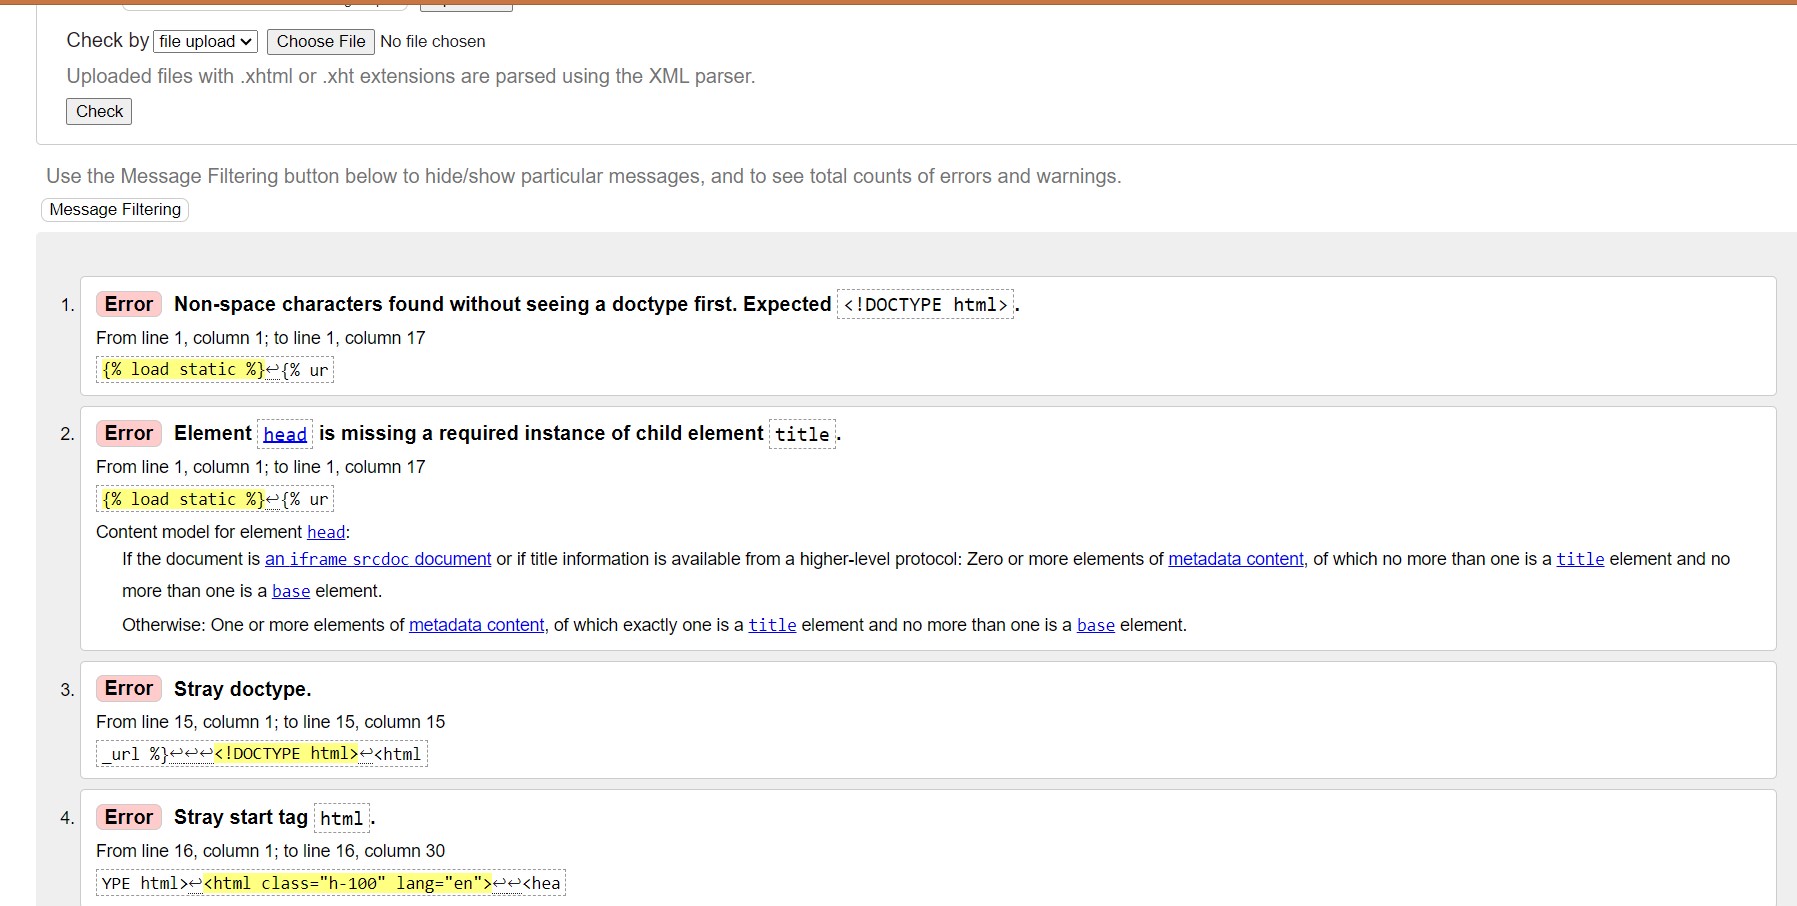 Check by file upload Choose File No file chosen
Uploaded files with .xhtml or .xht extensions are parsed using the XML parser.
Check
Use the Message Filtering button below to hide/show particular messages, and to see total counts of errors and warnings.
Message Filtering
1. Error Non-space characters found without seeing a doctype first. Expected <!DOCTYPE html>.
From line 1, column 1; to line 1, column 17
{% load static %}↩{% ur
2. Error Element head is missing a required instance of child element title.
From line 1, column 1; to line 1, column 17
{% load static %}↩{% ur
Content model for element head:
If the document is an iframe srcdoc document or if title information is available from a higher-level protocol: Zero or more elements of metadata content, of which no more than one is a title element and no
more than one is a base element.
Otherwise: One or more elements of metadata content, of which exactly one is a title element and no more than one is a base element.
3. Error Stray doctype.
From line 15, column 1; to line 15, column 15
_url %}↩↩↩<!DOCTYPE html>↩<html
4. Error Stray start tag html.
From line 16, column 1; to line 16, column 30
YPE html>↩<html class="h-100" lang="en">↩↩<hea